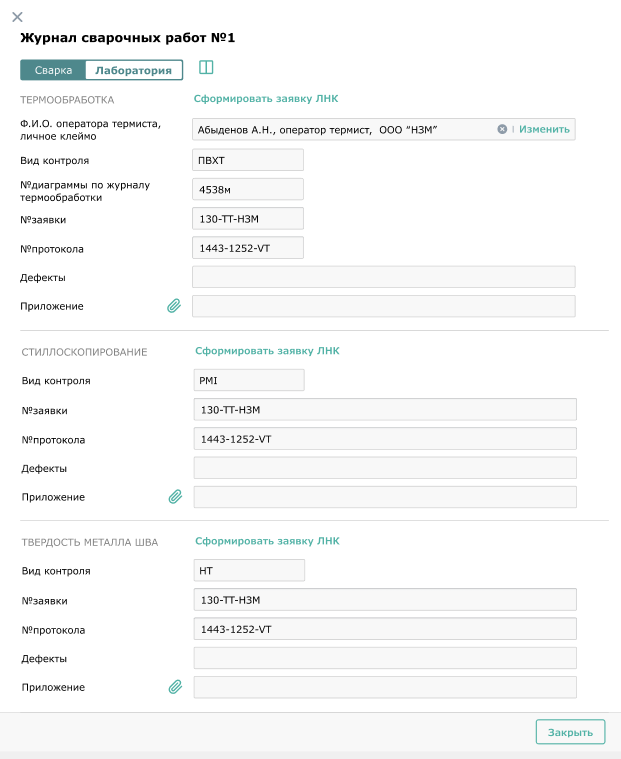 Журнал сварочных работ №1
Сварка Лаборатория
ТЕРМООБРАБОТКА Сформировать заявку ЛНК
Ф.И.О. оператора термиста,
личное клеймо
Абыденов А.Н., оператор термист, ООО “НЗМ” Изменить
Вид контроля ПВХТ
№диаграммы по журналу
термообработки
4538м
№заявки 130-ТТ-НЗМ
№протокола 1443-1252-VT
Дефекты
Приложение
СТИЛЛОСКОПИРОВАНИЕ Сформировать заявку ЛНК
Вид контроля PMI
№заявки 130-ТТ-НЗМ
№протокола 1443-1252-VT
Дефекты
Приложение
ТВЕРДОСТЬ МЕТАЛЛА ШВА Сформировать заявку ЛНК
Вид контроля НТ
№заявки 130-ТТ-НЗМ
№протокола 1443-1252-VT
Дефекты
Приложение
Закрыть